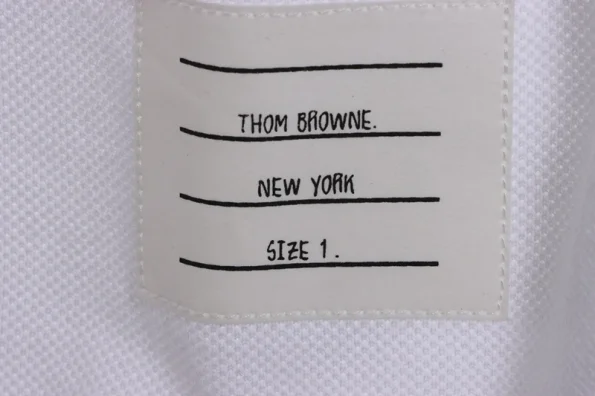 THOM BROWNE.
NEW YORK
SIZE 1.